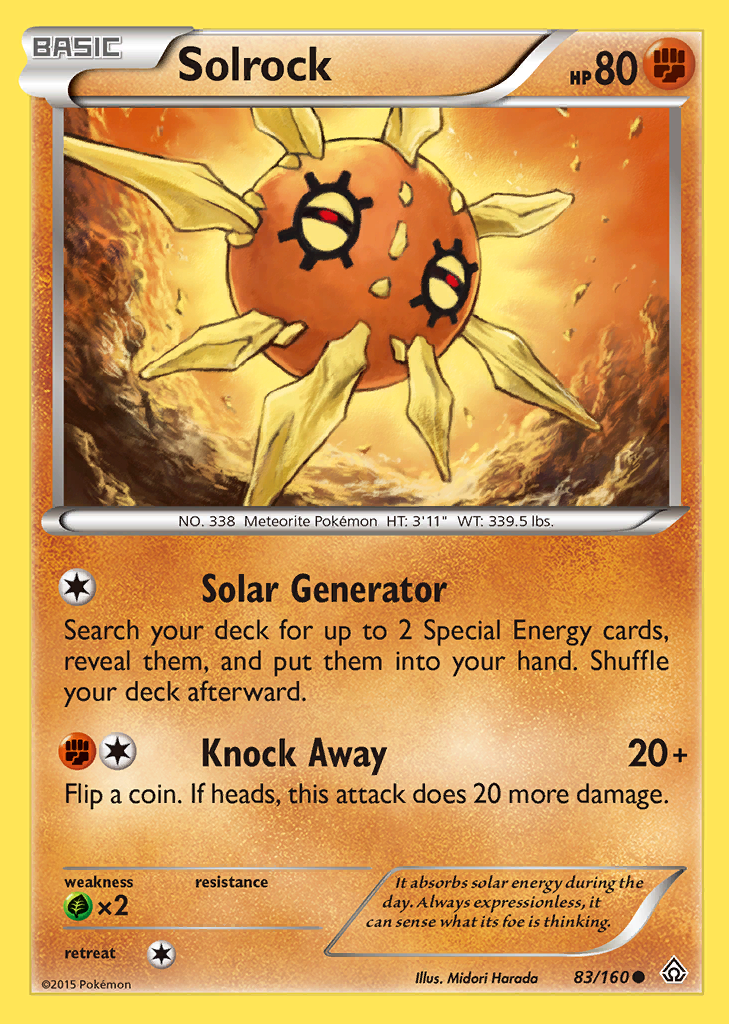 BASIC
Solrock
HP 80
NO. 338 Meteorite Pokémon HT: 3'11" WT: 339.5 lbs.
Solar Generator
Search your deck for up to 2 Special Energy cards,
reveal them, and put them into your hand. Shuffle
your deck afterward.
Knock Away 20+
Flip a coin. If heads, this attack does 20 more damage.
weakness resistance
×2
It absorbs solar energy during the
day. Always expressionless, it
can sense what its foe is thinking.
retreat
©2015 Pokémon
Illus. Midori Harada 83/160